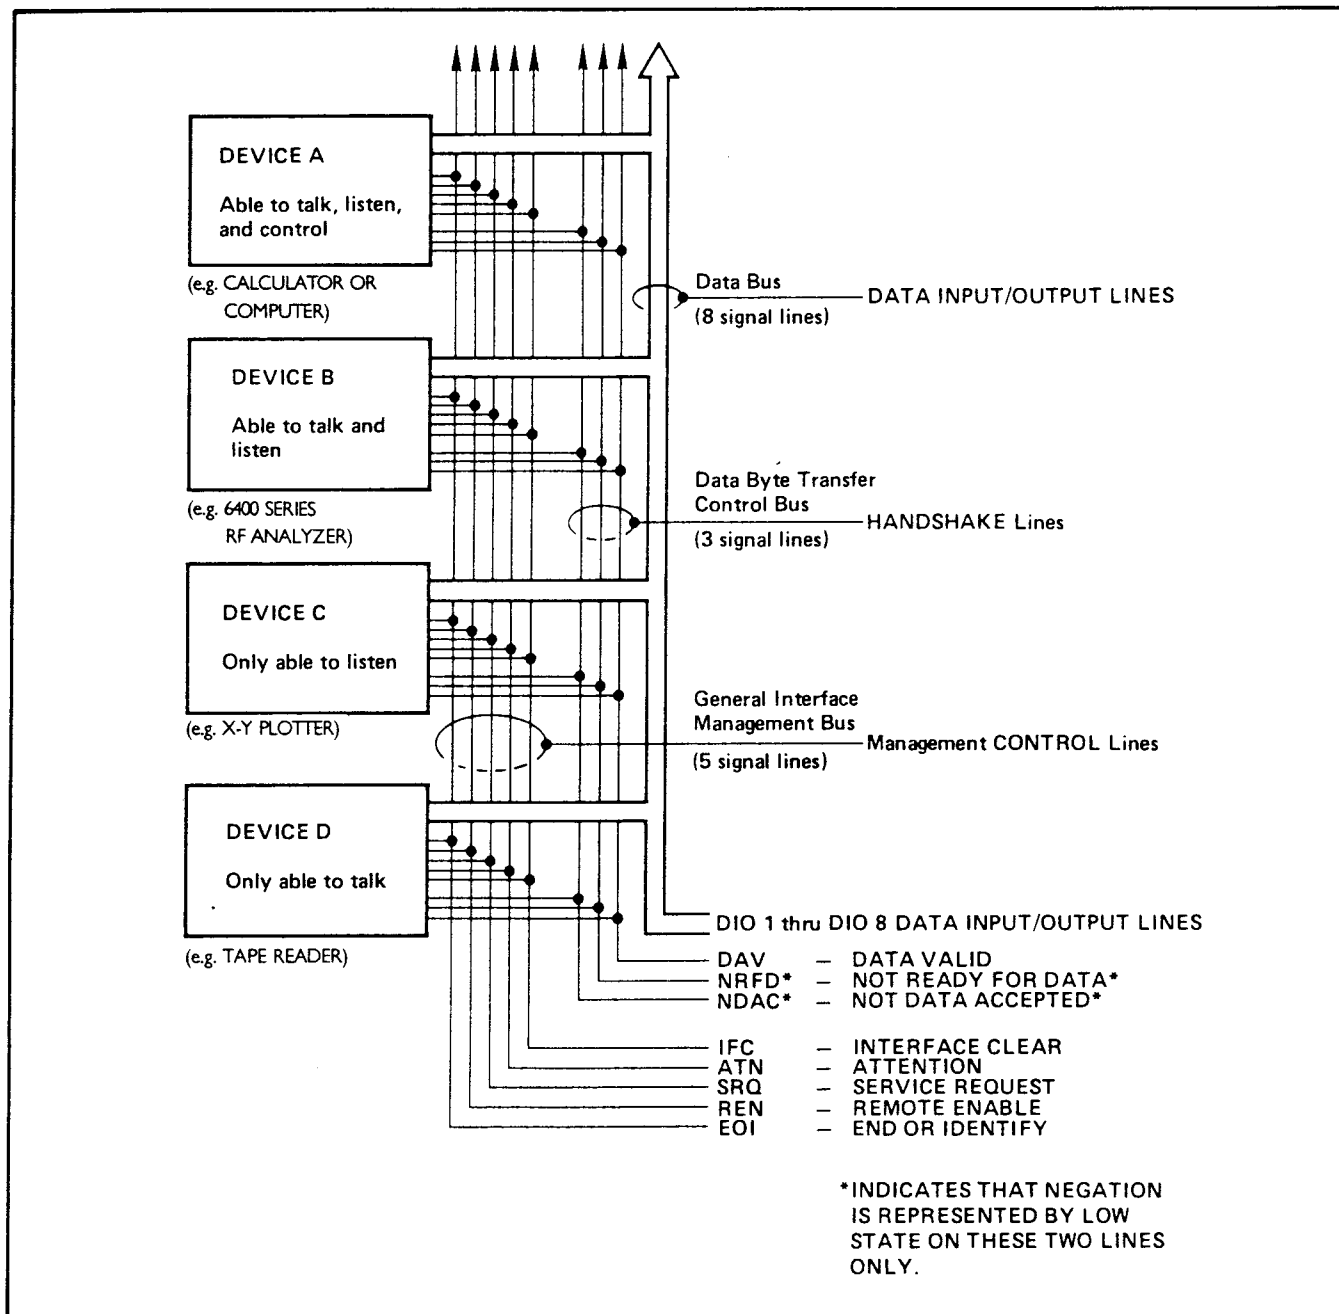 DEVICE A
Able to talk, listen,
and control
(e.g. CALCULATOR OR
COMPUTER)
Data Bus
(8 signal lines)
DATA INPUT/OUTPUT LINES
DEVICE B
Able to talk and
listen
(e.g. 6400 SERIES
RF ANALYZER)
Data Byte Transfer
Control Bus
(3 signal lines)
HANDSHAKE Lines
DEVICE C
Only able to listen
(e.g. X-Y PLOTTER)
General Interface
Management Bus
(5 signal lines)
Management CONTROL Lines
DEVICE D
Only able to talk
(e.g. TAPE READER)
DIO 1 thru DIO 8 DATA INPUT/OUTPUT LINES
DAV – DATA VALID
NRFD* – NOT READY FOR DATA*
NDAC* – NOT DATA ACCEPTED*
IFC – INTERFACE CLEAR
ATN – ATTENTION
SRQ – SERVICE REQUEST
REN – REMOTE ENABLE
EOI – END OR IDENTIFY
*INDICATES THAT NEGATION
IS REPRESENTED BY LOW
STATE ON THESE TWO LINES
ONLY.